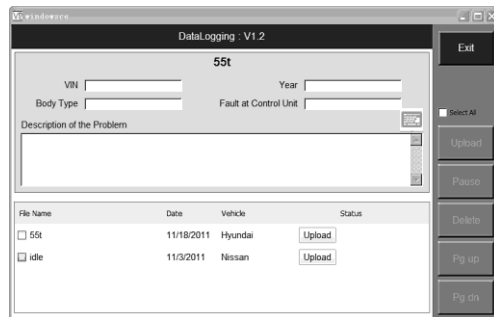 windoware
DataLogging : V1.2
Exit
55t
VIN
Year
Body Type
Fault at Control Unit
Select All
Description of the Problem
Upload
Pause
File Name Date Vehicle Status
Delete
55t 11/18/2011 Hyundai Upload
idle 11/3/2011 Nissan Upload
Pg up
Pg dn